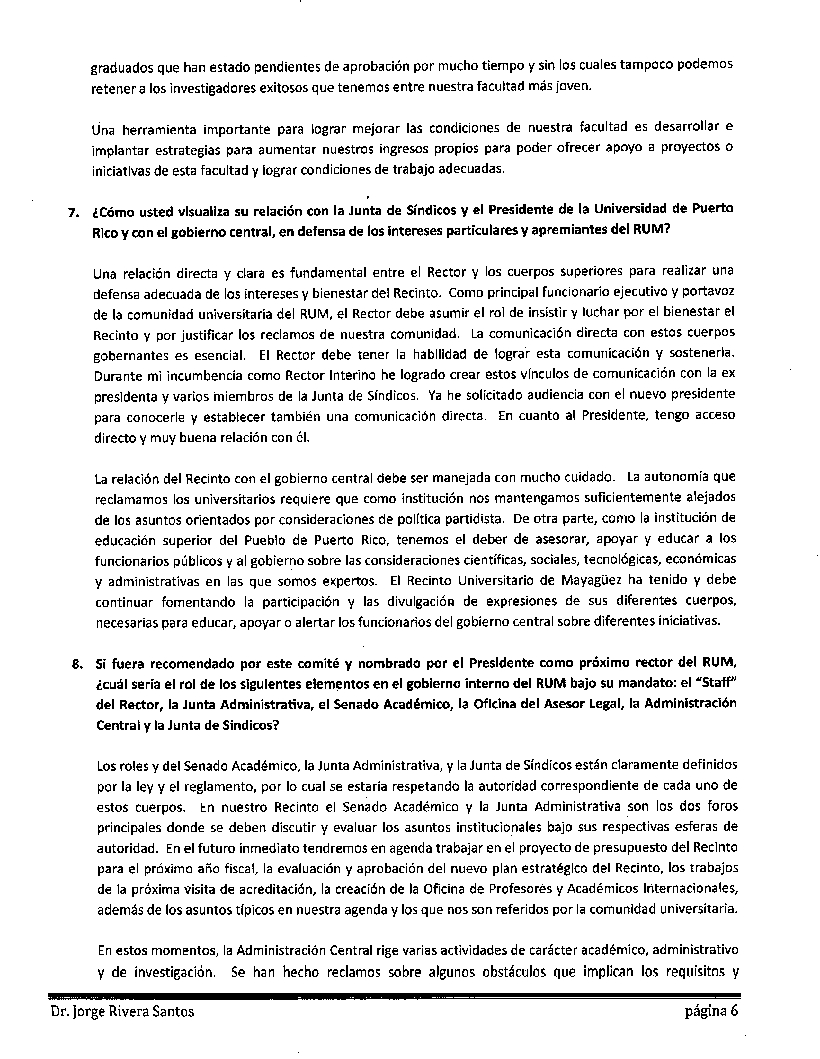 graduados que han estado pendientes de aprobación por mucho tiempo y sin los cuales tampoco podemos
retener a los investigadores exitosos que tenemos entre nuestra facultad más joven.
Una herramienta importante para lograr mejorar las condiciones de nuestra facultad es desarrollar e
implantar estrategias para aumentar nuestros ingresos propios para poder ofrecer apoyo a proyectos o
iniciativas de esta facultad y lograr condiciones de trabajo adecuadas.
7. ¿Cómo usted visualiza su relación con la Junta de Síndicos y el Presidente de la Universidad de Puerto
Rico y con el gobierno central, en defensa de los intereses particulares y apremiantes del RUM?
Una relación directa y clara es fundamental entre el Rector y los cuerpos superiores para realizar una
defensa adecuada de los intereses y bienestar del Recinto. Como principal funcionario ejecutivo y portavoz
de la comunidad universitaria del RUM, el Rector debe asumir el rol de insistir y luchar por el bienestar el
Recinto y por justificar los reclamos de nuestra comunidad. La comunicación directa con estos cuerpos
gobernantes es esencial. El Rector debe tener la habilidad de lograr esta comunicación y sostenerla.
Durante mi incumbencia como Rector Interino he logrado crear estos vínculos de comunicación con la ex
presidenta y varios miembros de la Junta de Síndicos. Ya he solicitado audiencia con el nuevo presidente
para conocerle y establecer también una comunicación directa. En cuanto al Presidente, tengo acceso
directo y muy buena relación con él.
La relación del Recinto con el gobierno central debe ser manejada con mucho cuidado. La autonomía que
reclamamos los universitarios requiere que como institución nos mantengamos suficientemente alejados
de los asuntos orientados por consideraciones de política partidista. De otra parte, como la institución de
educación superior del Pueblo de Puerto Rico, tenemos el deber de asesorar, apoyar y educar a los
funcionarios públicos y al gobierno sobre las consideraciones científicas, sociales, tecnológicas, económicas
y administrativas en las que somos expertos. El Recinto Universitario de Mayagüez ha tenido y debe
continuar fomentando la participación y las divulgación de expresiones de sus diferentes cuerpos,
necesarias para educar, apoyar o alertar los funcionarios del gobierno central sobre diferentes iniciativas.
8. Si fuera recomendado por este comité y nombrado por el Presidente como próximo rector del RUM,
¿cuál sería el rol de los siguientes elementos en el gobierno interno del RUM bajo su mandato: el "Staff"
del Rector, la Junta Administrativa, el Senado Académico, la Oficina del Asesor Legal, la Administración
Central y la Junta de Sindicos?
Los roles y del Senado Académico, la Junta Administrativa, y la Junta de Síndicos están claramente definidos
por la ley y el reglamento, por lo cual se estaría respetando la autoridad correspondiente de cada uno de
estos cuerpos. En nuestro Recinto el Senado Académico y la Junta Administrativa son los dos foros
principales donde se deben discutir y evaluar los asuntos institucionales bajo sus respectivas esferas de
autoridad. En el futuro inmediato tendremos en agenda trabajar en el proyecto de presupuesto del Recinto
para el próximo año fiscal, la evaluación y aprobación del nuevo plan estratégico del Recinto, los trabajos
de la próxima visita de acreditación, la creación de la Oficina de Profesores y Académicos Internacionales,
además de los asuntos típicos en nuestra agenda y los que nos son referidos por la comunidad universitaria.
En estos momentos, la Administración Central rige varias actividades de carácter académico, administrativo
y de investigación. Se han hecho reclamos sobre algunos obstáculos que implican los requisitos y
Dr. Jorge Rivera Santos página 6